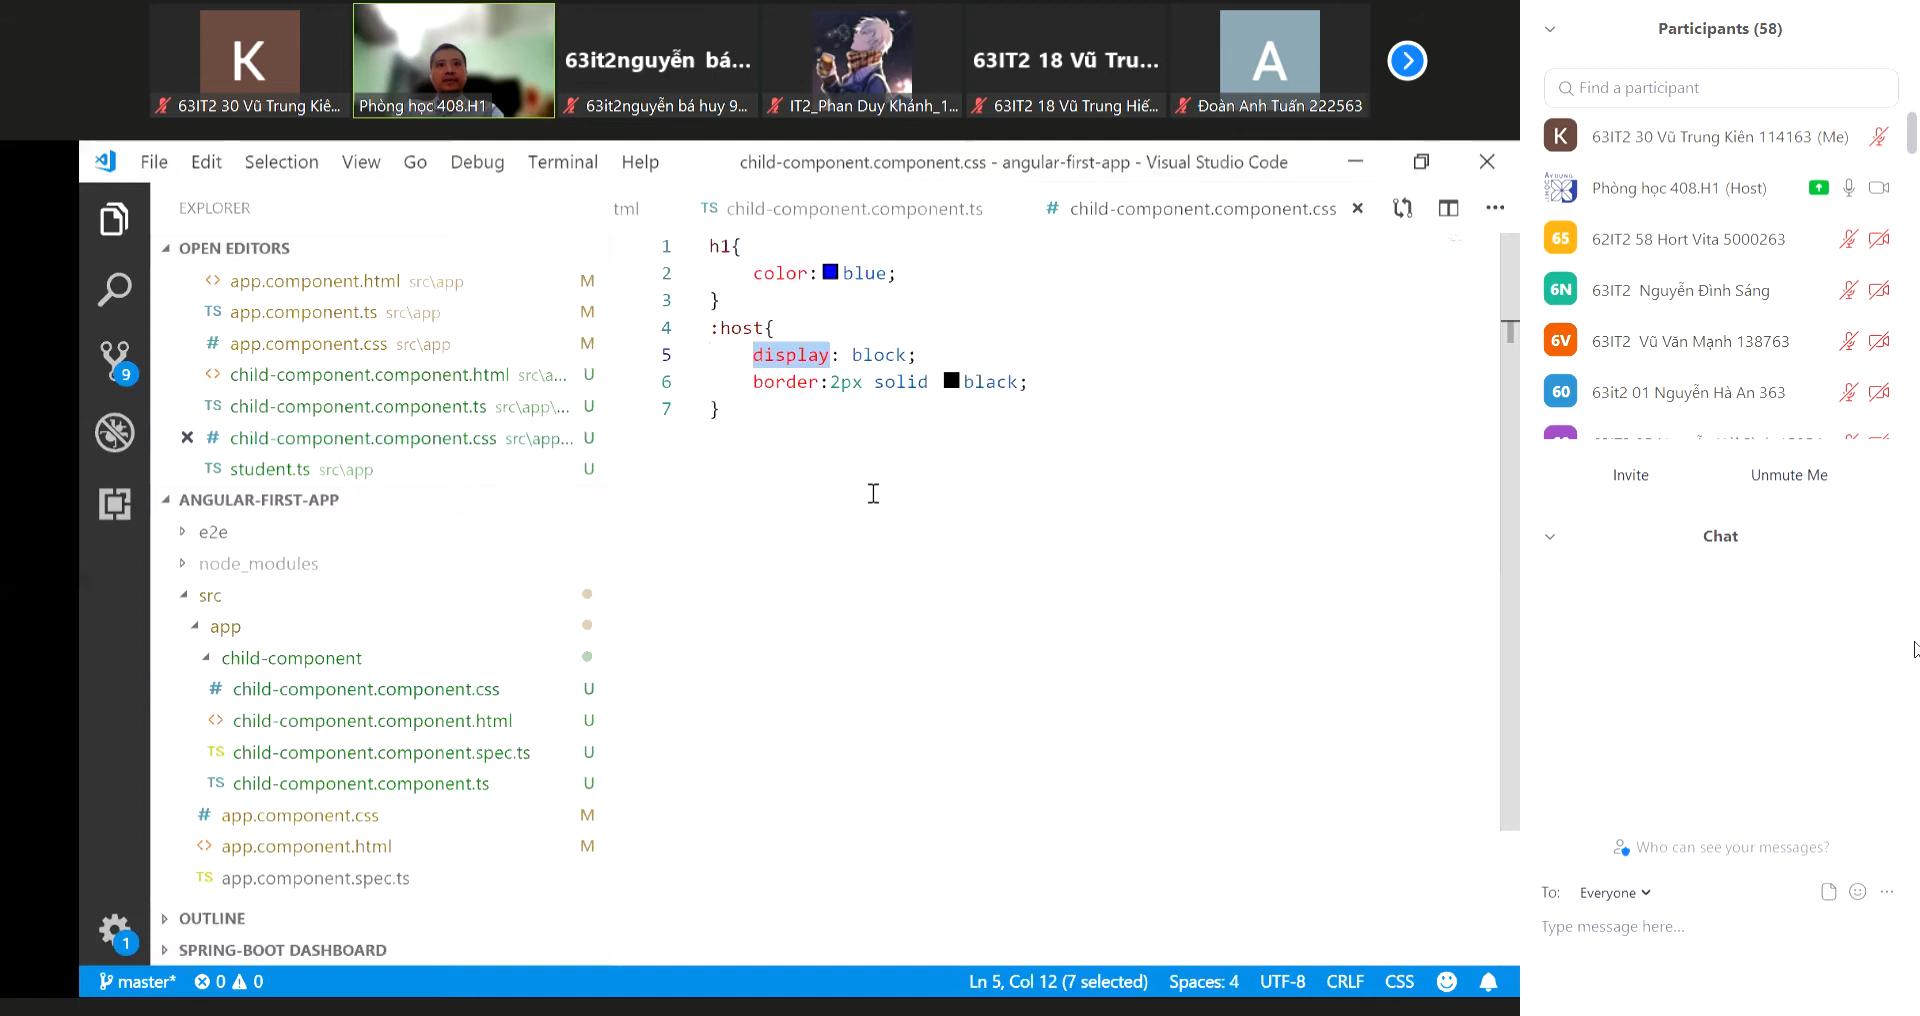 K
63IT2 30 Vũ Trung Kiê...
Phòng học 408.H1
63it2nguyễn bá...
63it2nguyễn bá huy 9...
IT2_Phan Duy Khánh_1...
63IT2 18 Vũ Tru...
63IT2 18 Vũ Trung Hiế...
A
Đoàn Anh Tuấn 222563
File Edit Selection View Go Debug Terminal Help
child-component.component.css - angular-first-app - Visual Studio Code
EXPLORER
OPEN EDITORS
<> app.component.html src\app M
TS app.component.ts src\app M
# app.component.css src\app M
<> child-component.component.html src\a... U
TS child-component.component.ts src\app\... U
# child-component.component.css src\app... U
TS student.ts src\app U
ANGULAR-FIRST-APP
e2e
node_modules
src
app
child-component
# child-component.component.css U
<> child-component.component.html U
TS child-component.component.spec.ts U
TS child-component.component.ts U
# app.component.css M
<> app.component.html M
TS app.component.spec.ts
OUTLINE
SPRING-BOOT DASHBOARD
9
1
tml
TS child-component.component.ts
# child-component.component.css
1 h1{
2 color: blue;
3 }
4 :host{
5 display: block;
6 border:2px solid black;
7 }
master* 0 0
Ln 5, Col 12 (7 selected) Spaces: 4 UTF-8 CRLF CSS
Participants (58)
Find a participant
K 63IT2 30 Vũ Trung Kiên 114163 (Me)
Phòng học 408.H1 (Host)
65 62IT2 58 Hort Vita 5000263
6N 63IT2 Nguyễn Đình Sáng
6V 63IT2 Vũ Văn Mạnh 138763
60 63it2 01 Nguyễn Hà An 363
Invite
Unmute Me
Chat
Who can see your messages?
To: Everyone
Type message here...